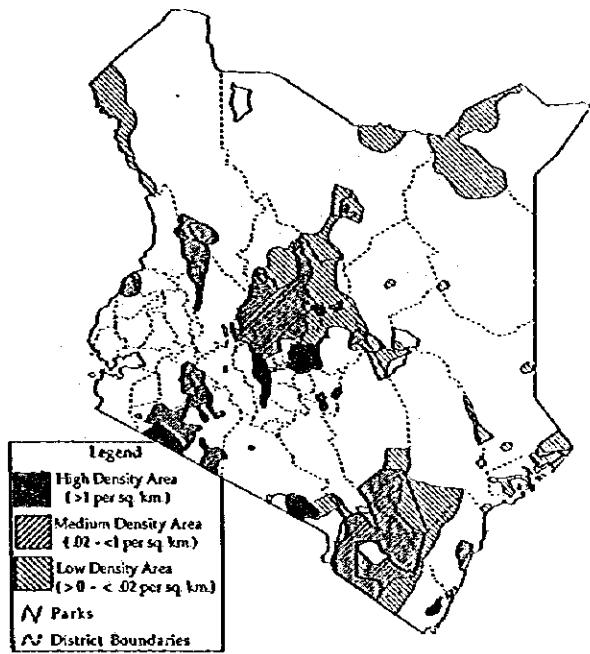 Legend
High Density Area
(>1 per sq. km.)
Medium Density Area
(.02 - <1 per sq. km.)
Low Density Area
(>0 - < .02 per sq. km.)
Parks
District Boundaries